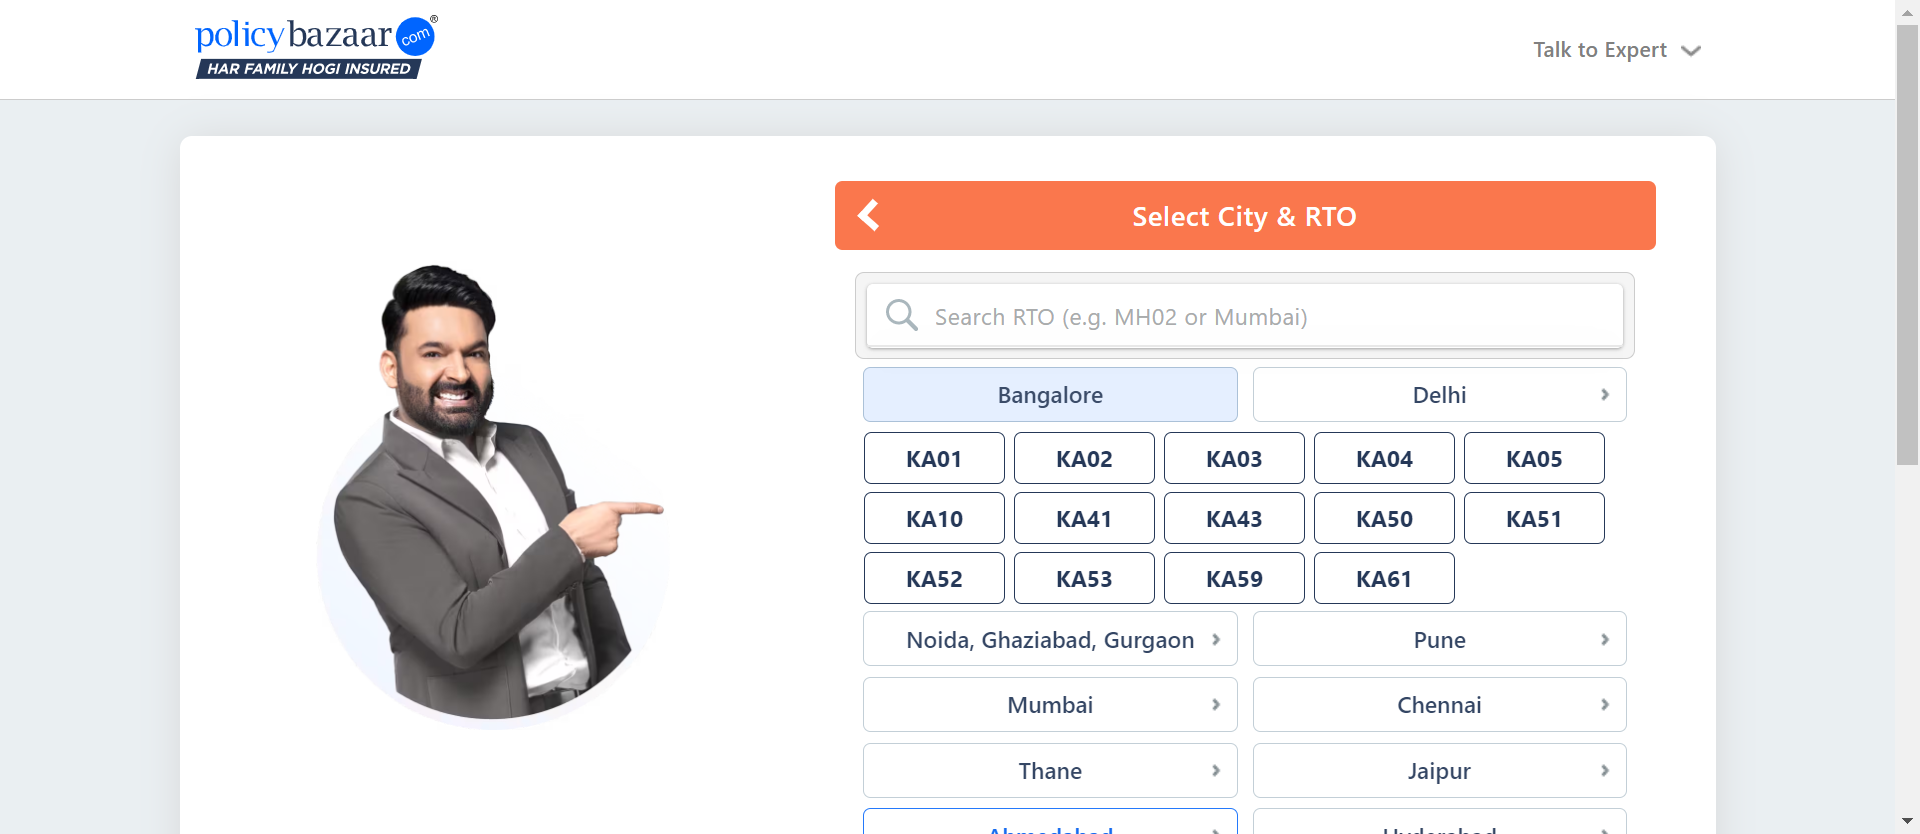 policybazaar com®
HAR FAMILY HOGI INSURED
Talk to Expert
Select City & RTO
Search RTO (e.g. MH02 or Mumbai)
Bangalore
Delhi
KA01 KA02 KA03 KA04 KA05
KA10 KA41 KA43 KA50 KA51
KA52 KA53 KA59 KA61
Noida, Ghaziabad, Gurgaon
Pune
Mumbai
Chennai
Thane
Jaipur
Ahmedabad
Hyderabad